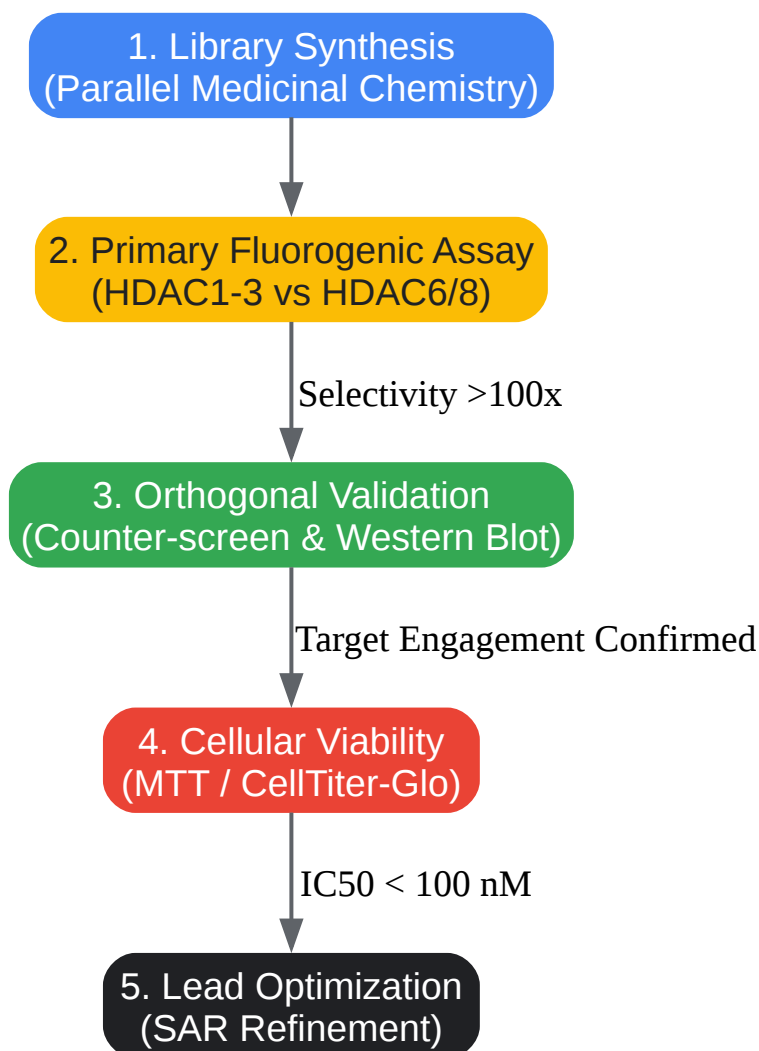 1. Library Synthesis
(Parallel Medicinal Chemistry)
2. Primary Fluorogenic Assay
(HDAC1-3 vs HDAC6/8)
Selectivity >100x
3. Orthogonal Validation
(Counter-screen & Western Blot)
Target Engagement Confirmed
4. Cellular Viability
(MTT / CellTiter-Glo)
IC50 < 100 nM
5. Lead Optimization
(SAR Refinement)